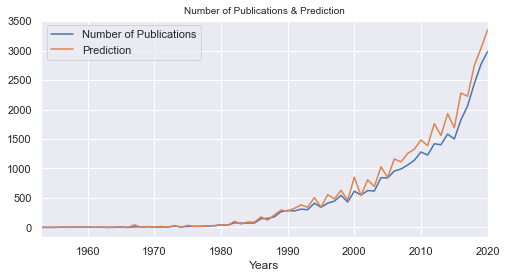 Number of Publications & Prediction
Number of Publications
Prediction
3500
3000
2500
2000
1500
1000
500
0
1960 1970 1980 1990 2000 2010 2020
Years